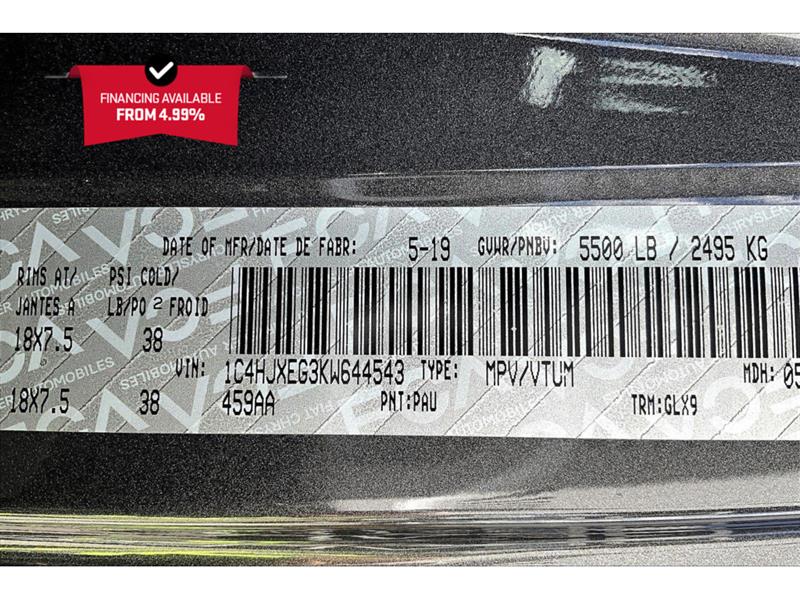 FINANCING AVAILABLE
FROM 4.99%
DATE OF MFR/DATE DE FABR: 5-19 GVWR/PNBV: 5500 LB / 2495 KG
RIMS AT/ PSI COLD/
JANTES A LB/PO 2 FROID
18X7.5 38
VIN: 1C4HJXEG3KW644543 TYPE: MPV/VTUM MDH: 05
18X7.5 38 459AA PNT:PAU TRM:GLX9